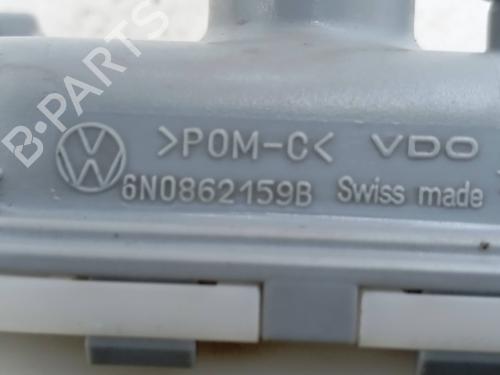 B-PARTS
>POM-C< VDO
6N0862159B Swiss made